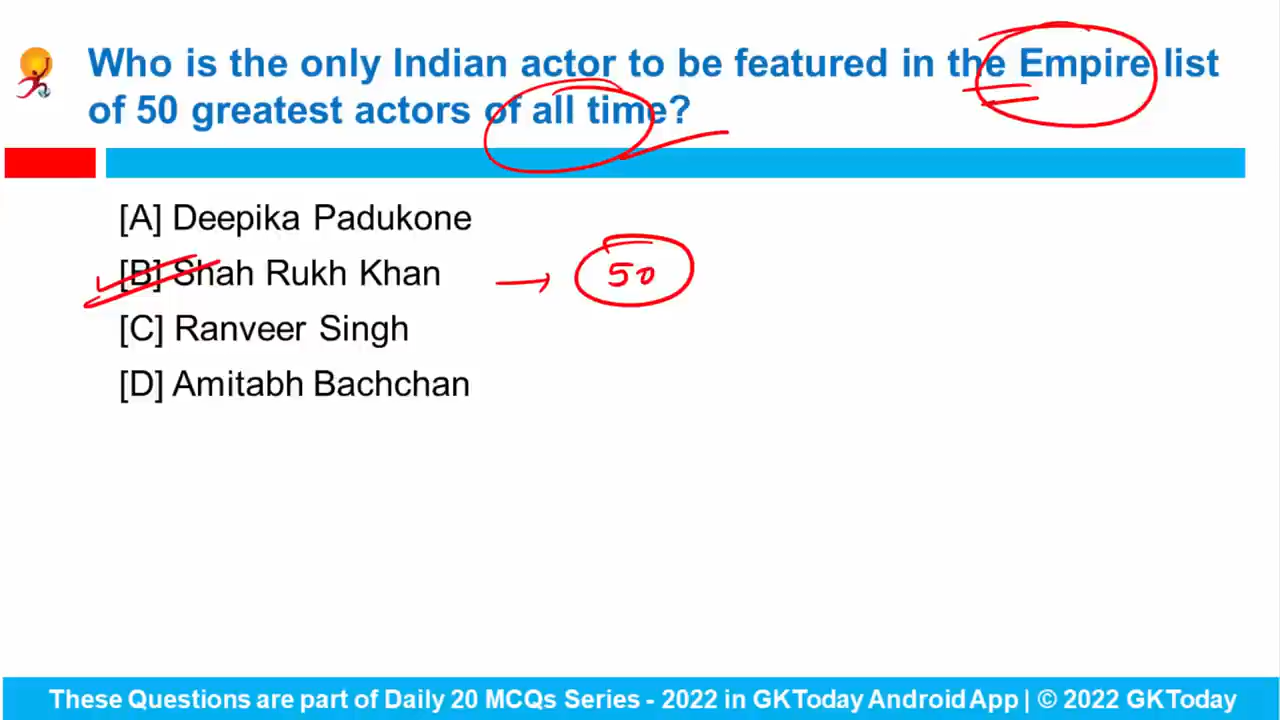 Who is the only Indian actor to be featured in the Empire list
of 50 greatest actors of all time?
[A] Deepika Padukone
[B] Shah Rukh Khan → 50
[C] Ranveer Singh
[D] Amitabh Bachchan
These Questions are part of Daily 20 MCQs Series - 2022 in GKToday Android App | © 2022 GKToday